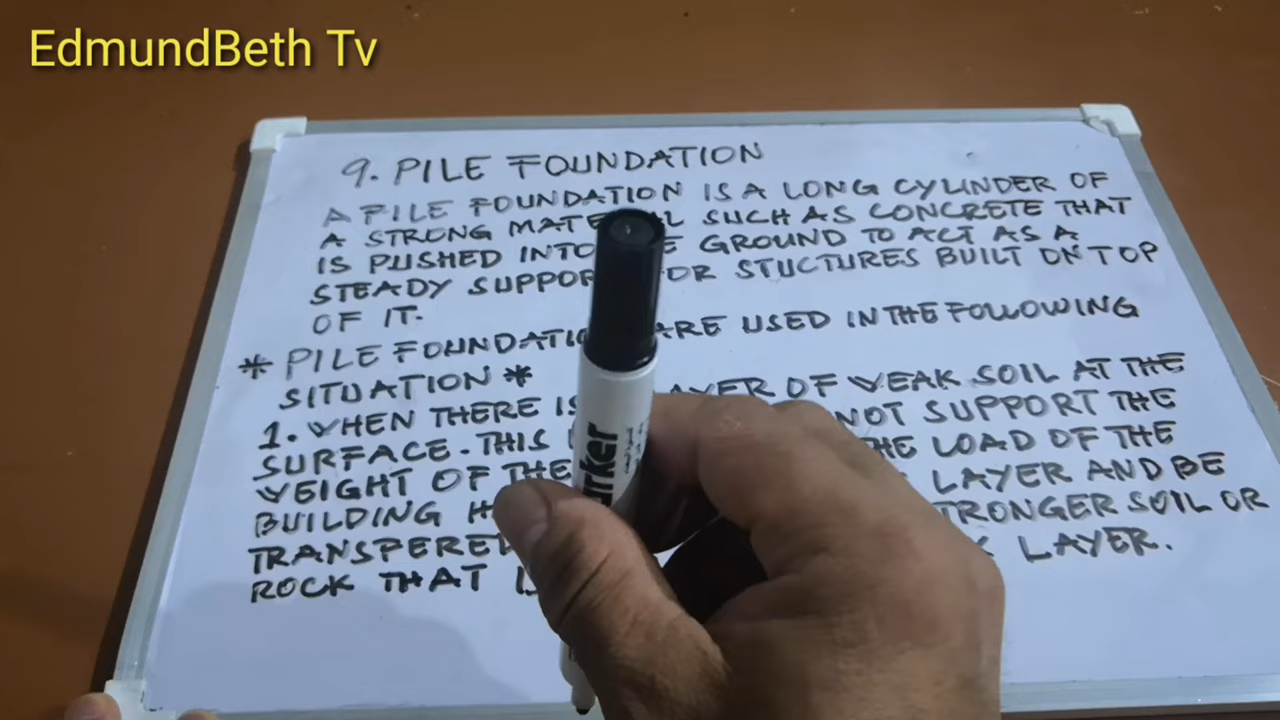 EdmundBeth Tv
9. PILE FOUNDATION
A PILE FOUNDATION IS A LONG CYLINDER OF
A STRONG MATE L SUCH AS CONCRETE THAT
IS PUSHED INTO E GROUND TO ACT AS A
STEADY SUPPOR OR STUCTURES BUILT ON TOP
OF IT.
* PILE FOUNDATIO ARE USED IN THE FOLLOWING
SITUATION *
1. WHEN THERE IS AYER OF WEAK SOIL AT THE
SURFACE. THIS NOT SUPPORT THE
WEIGHT OF THE HE LOAD OF THE
BUILDING H LAYER AND BE
TRANSPERED TRONGER SOIL OR
ROCK THAT IS LAYER.
arker